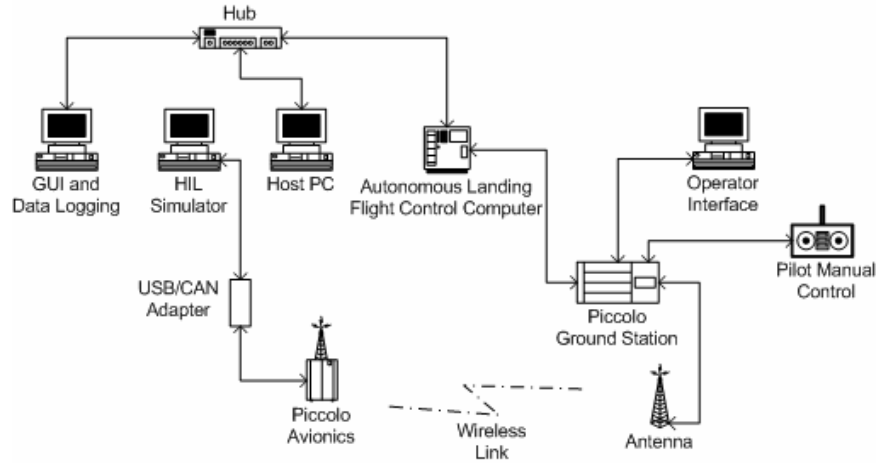 Hub
GUI and
Data Logging
HIL
Simulator
Host PC
Autonomous Landing
Flight Control Computer
Operator
Interface
Pilot Manual
Control
USB/CAN
Adapter
Piccolo
Ground Station
Piccolo
Avionics
Wireless
Link
Antenna